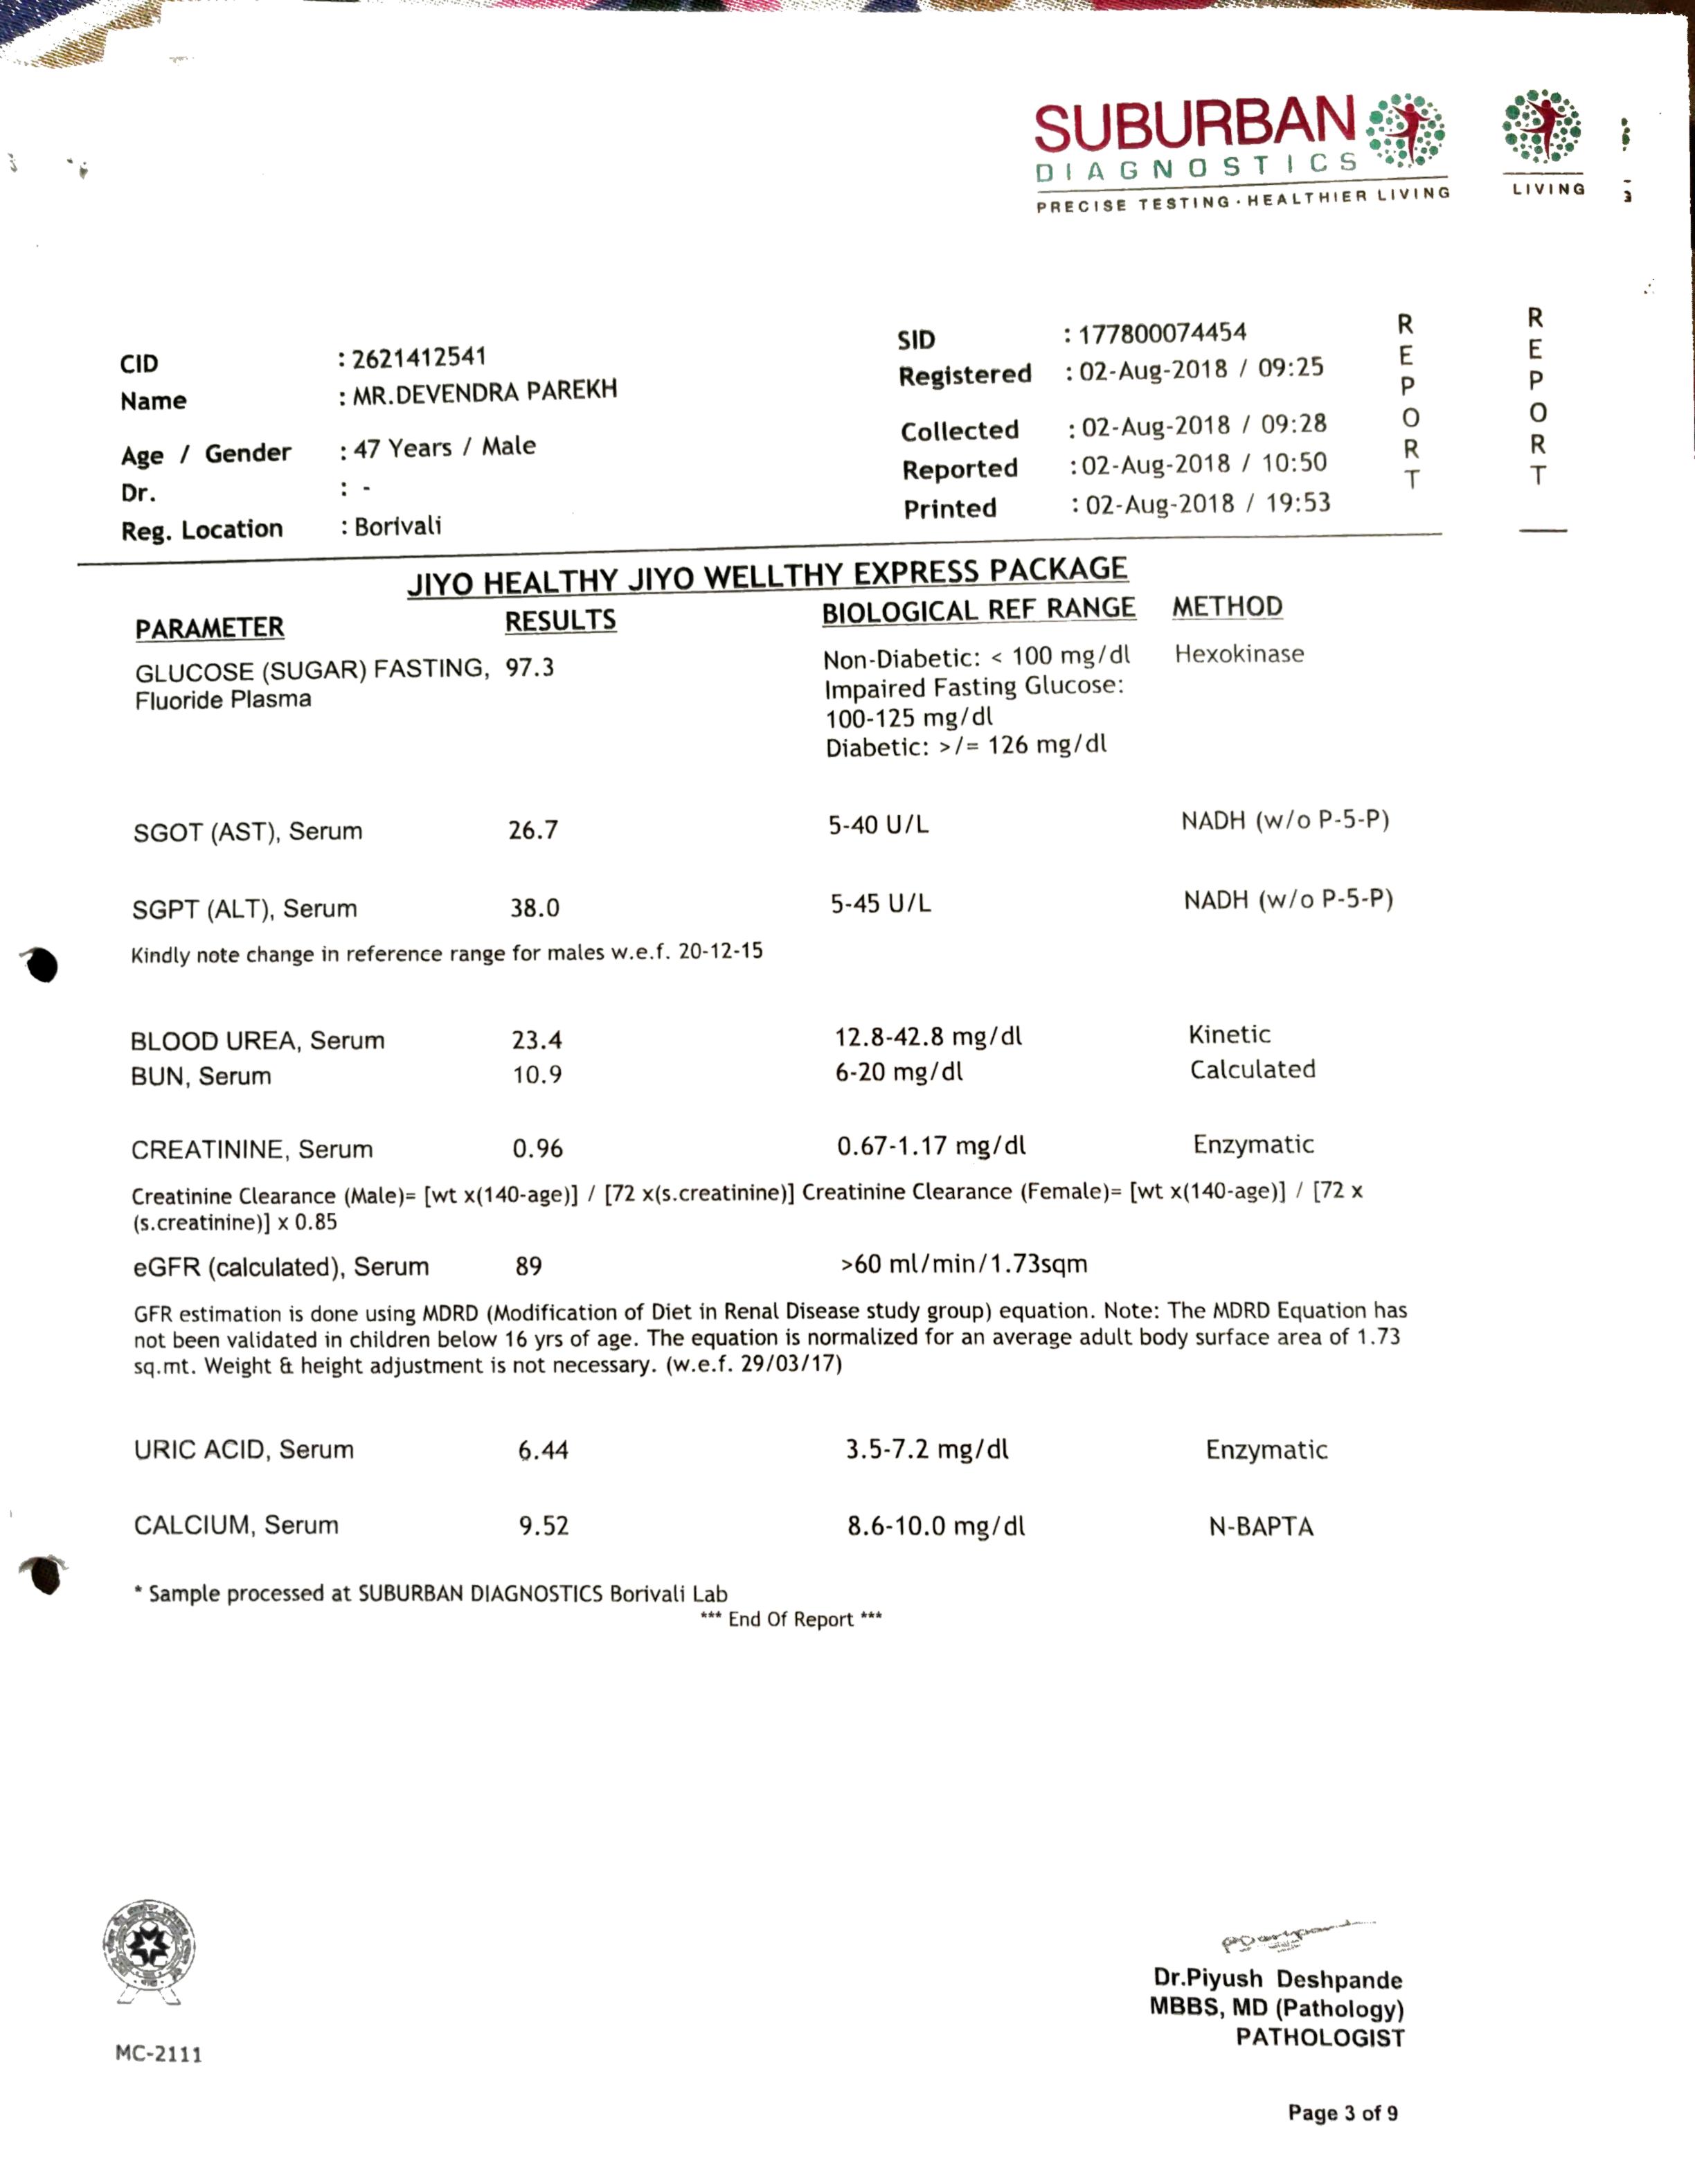 SUBURBAN
DIAGNOSTICS
PRECISE TESTING · HEALTHIER LIVING
LIVING
CID : 2621412541
Name : MR.DEVENDRA PAREKH
Age / Gender : 47 Years / Male
Dr. : -
Reg. Location : Borivali
SID : 177800074454
Registered : 02-Aug-2018 / 09:25
Collected : 02-Aug-2018 / 09:28
Reported : 02-Aug-2018 / 10:50
Printed : 02-Aug-2018 / 19:53
REPORT
REPORT
JIYO HEALTHY JIYO WELLTHY EXPRESS PACKAGE
PARAMETER RESULTS BIOLOGICAL REF RANGE METHOD
GLUCOSE (SUGAR) FASTING, 97.3 Non-Diabetic: < 100 mg/dl Hexokinase
Fluoride Plasma Impaired Fasting Glucose:
100-125 mg/dl
Diabetic: >/= 126 mg/dl
SGOT (AST), Serum 26.7 5-40 U/L NADH (w/o P-5-P)
SGPT (ALT), Serum 38.0 5-45 U/L NADH (w/o P-5-P)
Kindly note change in reference range for males w.e.f. 20-12-15
BLOOD UREA, Serum 23.4 12.8-42.8 mg/dl Kinetic
BUN, Serum 10.9 6-20 mg/dl Calculated
CREATININE, Serum 0.96 0.67-1.17 mg/dl Enzymatic
Creatinine Clearance (Male)= [wt x(140-age)] / [72 x(s.creatinine)] Creatinine Clearance (Female)= [wt x(140-age)] / [72 x
(s.creatinine)] x 0.85
eGFR (calculated), Serum 89 >60 ml/min/1.73sqm
GFR estimation is done using MDRD (Modification of Diet in Renal Disease study group) equation. Note: The MDRD Equation has
not been validated in children below 16 yrs of age. The equation is normalized for an average adult body surface area of 1.73
sq.mt. Weight & height adjustment is not necessary. (w.e.f. 29/03/17)
URIC ACID, Serum 6.44 3.5-7.2 mg/dl Enzymatic
CALCIUM, Serum 9.52 8.6-10.0 mg/dl N-BAPTA
* Sample processed at SUBURBAN DIAGNOSTICS Borivali Lab
*** End Of Report ***
MC-2111
Dr.Piyush Deshpande
MBBS, MD (Pathology)
PATHOLOGIST
Page 3 of 9